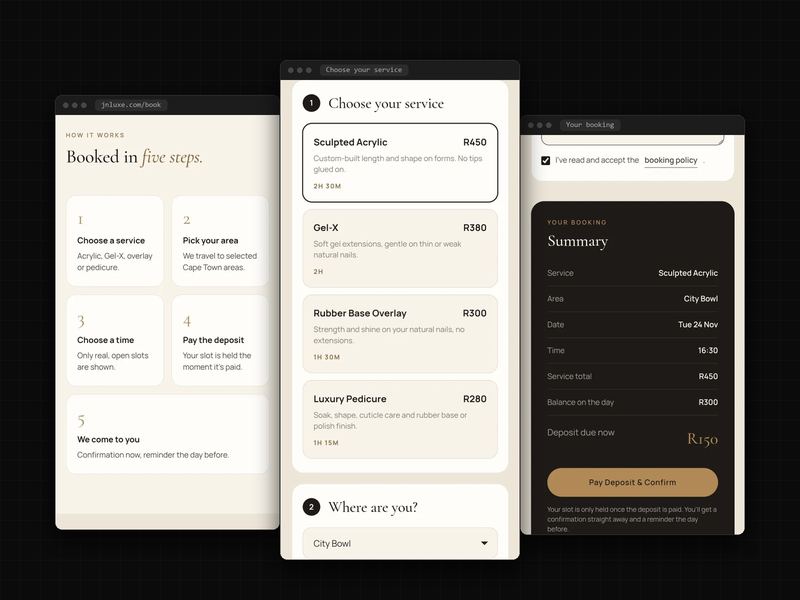 jnluxe.com/book
HOW IT WORKS
Booked in five steps.
1
Choose a service
Acrylic, Gel-X, overlay
or pedicure.
2
Pick your area
We travel to selected
Cape Town areas.
3
Choose a time
Only real, open slots
are shown.
4
Pay the deposit
Your slot is held the
moment it's paid.
5
We come to you
Confirmation now, reminder the day before.
Choose your service
1 Choose your service
Sculpted Acrylic R450
Custom-built length and shape on forms. No tips
glued on.
2H 30M
Gel-X R380
Soft gel extensions, gentle on thin or weak
natural nails.
2H
Rubber Base Overlay R300
Strength and shine on your natural nails, no
extensions.
1H 30M
Luxury Pedicure R280
Soak, shape, cuticle care and rubber base or
polish finish.
1H 15M
2 Where are you?
City Bowl
Your booking
I've read and accept the booking policy .
YOUR BOOKING
Summary
Service Sculpted Acrylic
Area City Bowl
Date Tue 24 Nov
Time 16:30
Service total R450
Balance on the day R300
Deposit due now R150
Pay Deposit & Confirm
Your slot is only held once the deposit is paid. You'll get a
confirmation straight away and a reminder the day
before.